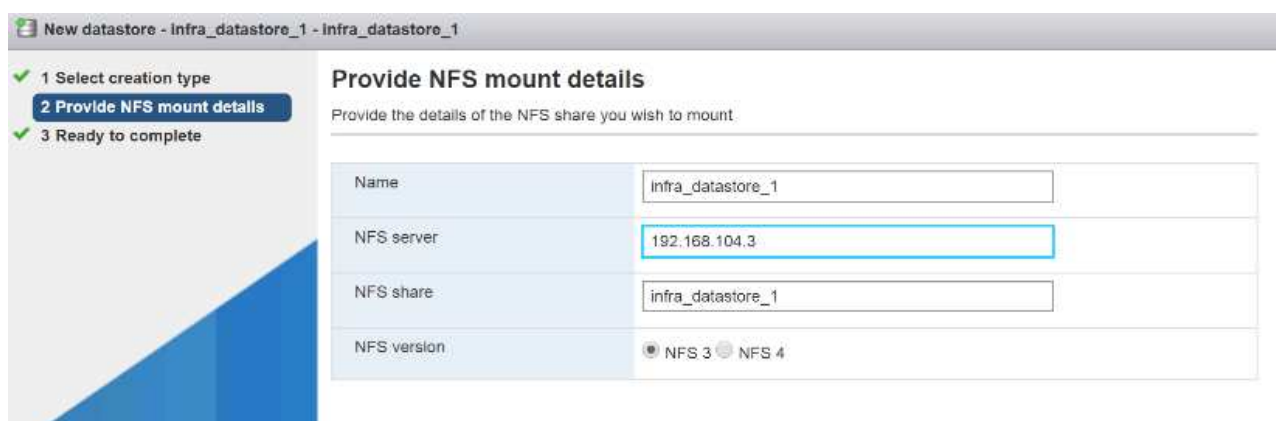 New datastore - infra_datastore_1 - infra_datastore_1
1 Select creation type
2 Provide NFS mount details
3 Ready to complete
Provide NFS mount details
Provide the details of the NFS share you wish to mount
Name
infra_datastore_1
NFS server
192.168.104.3
NFS share
infra_datastore_1
NFS version
NFS 3 NFS 4